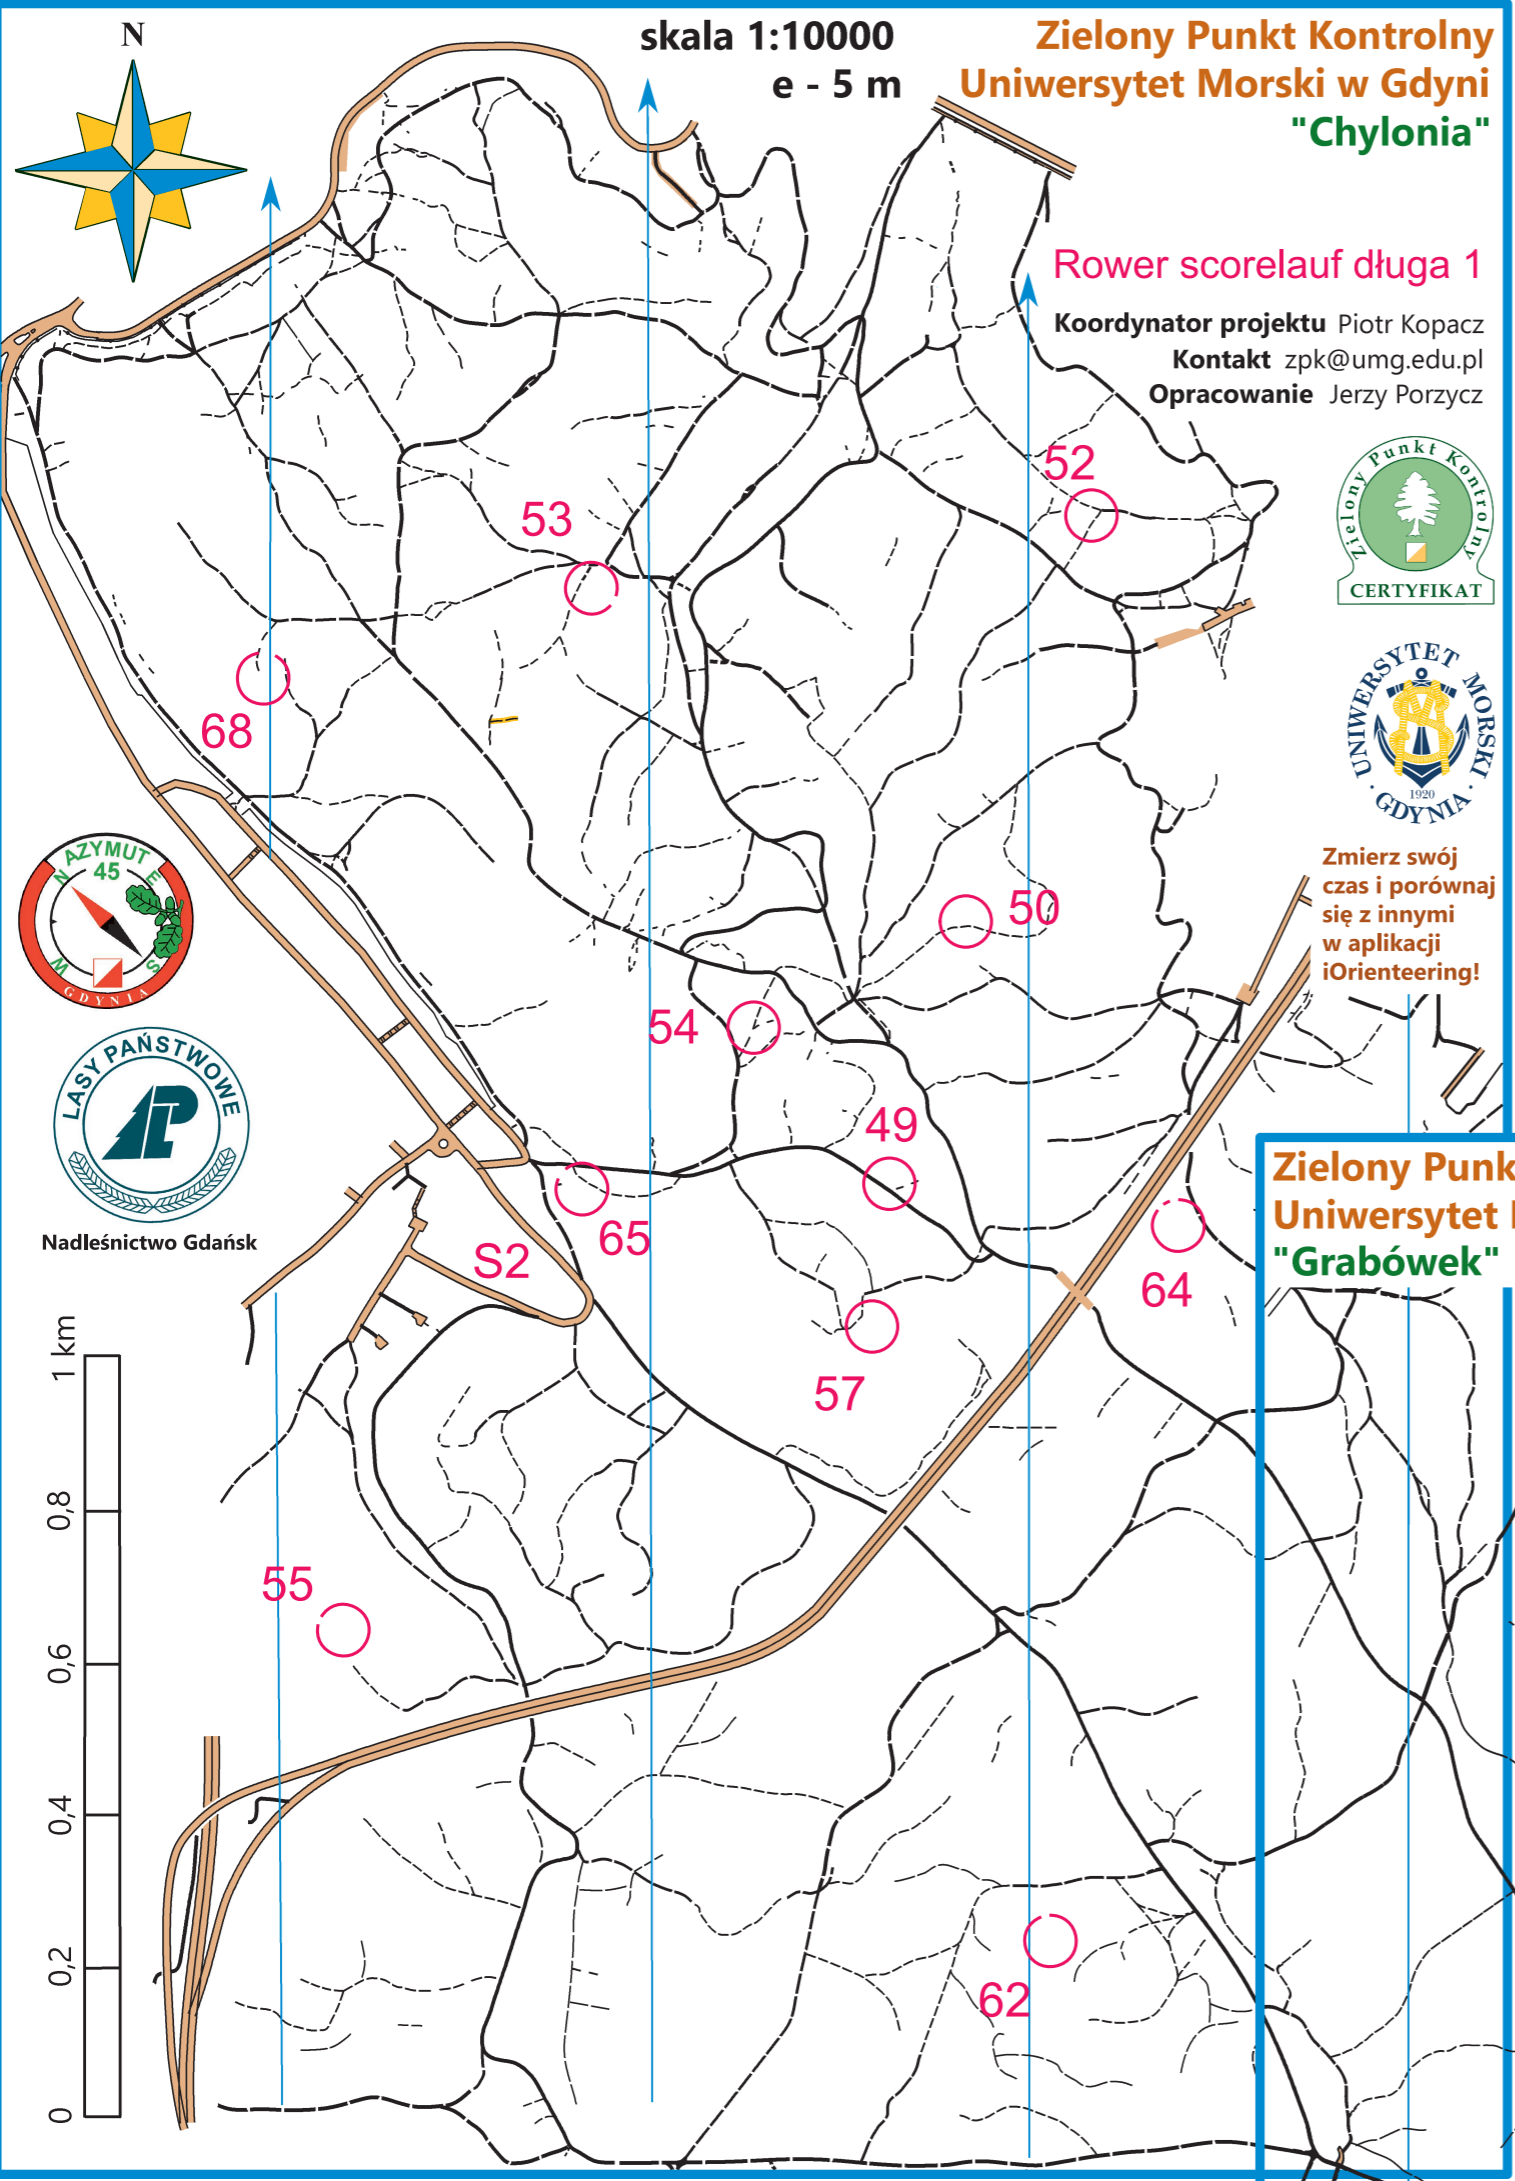 N
skala 1:10000
e - 5 m
Zielony Punkt Kontrolny
Uniwersytet Morski w Gdyni
"Chylonia"
Rower scorelauf długa 1
Koordynator projektu Piotr Kopacz
Kontakt zpk@umg.edu.pl
Opracowanie Jerzy Porzycz
Zielony Punkt Kontrolny
CERTYFIKAT
52
53
68
UNIWERSYTET MORSKI
1920
· GDYNIA ·
AZYMUT
45
N E
W S
GDYNIA
Zmierz swój
czas i porównaj
się z innymi
w aplikacji
iOrienteering!
50
54
LASY PAŃSTWOWE
LP
Nadleśnictwo Gdańsk
49
65
S2
64
57
Zielony Punk
Uniwersytet
"Grabówek"
1 km
0,8
0,6
0,4
0,2
0
55
62